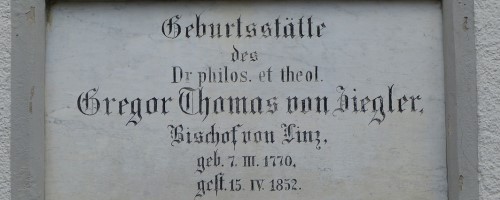 Geburtsstätte
des
Dr philos. et theol.
Gregor Thomas von Ziegler,
Bischof von Linz,
geb. 7. III. 1770,
gest. 15. IV. 1852.